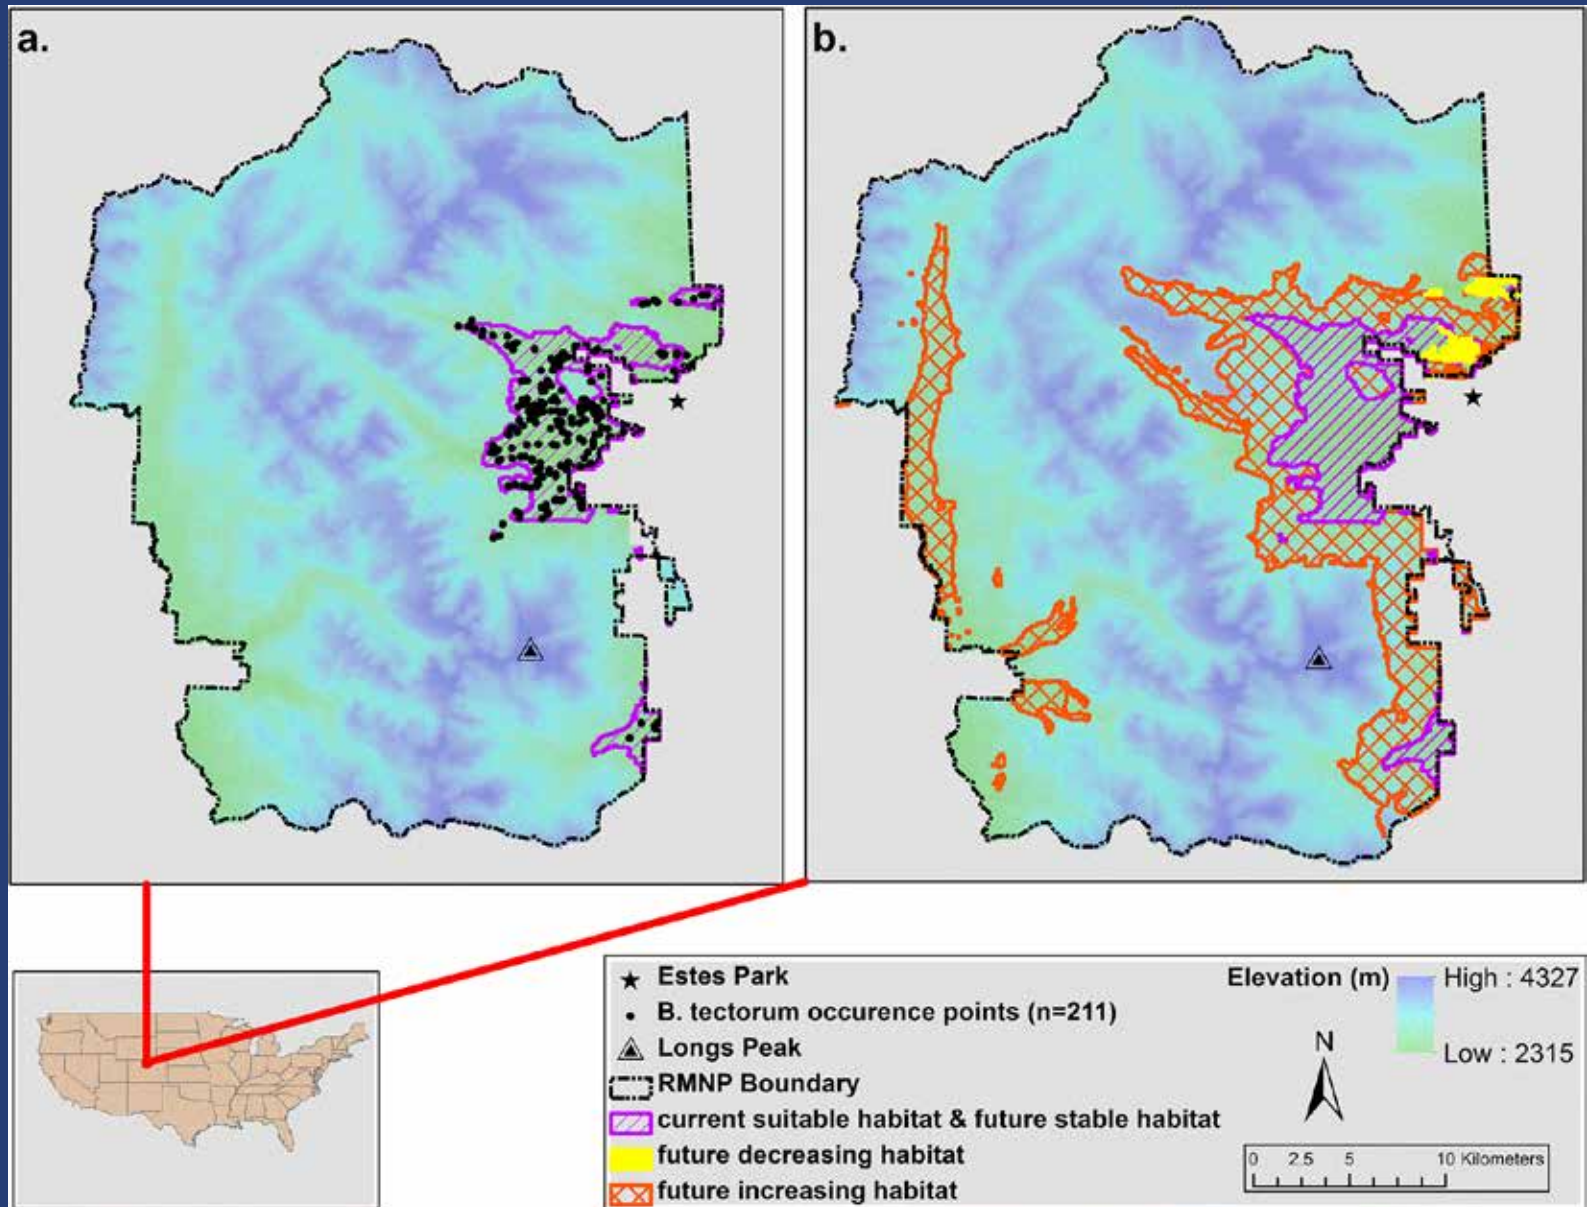 a.
b.
Estes Park
B. tectorum occurence points (n=211)
Longs Peak
RMNP Boundary
current suitable habitat & future stable habitat
future decreasing habitat
future increasing habitat
Elevation (m)
High : 4327
Low : 2315
N
0 2.5 5 10 Kilometers